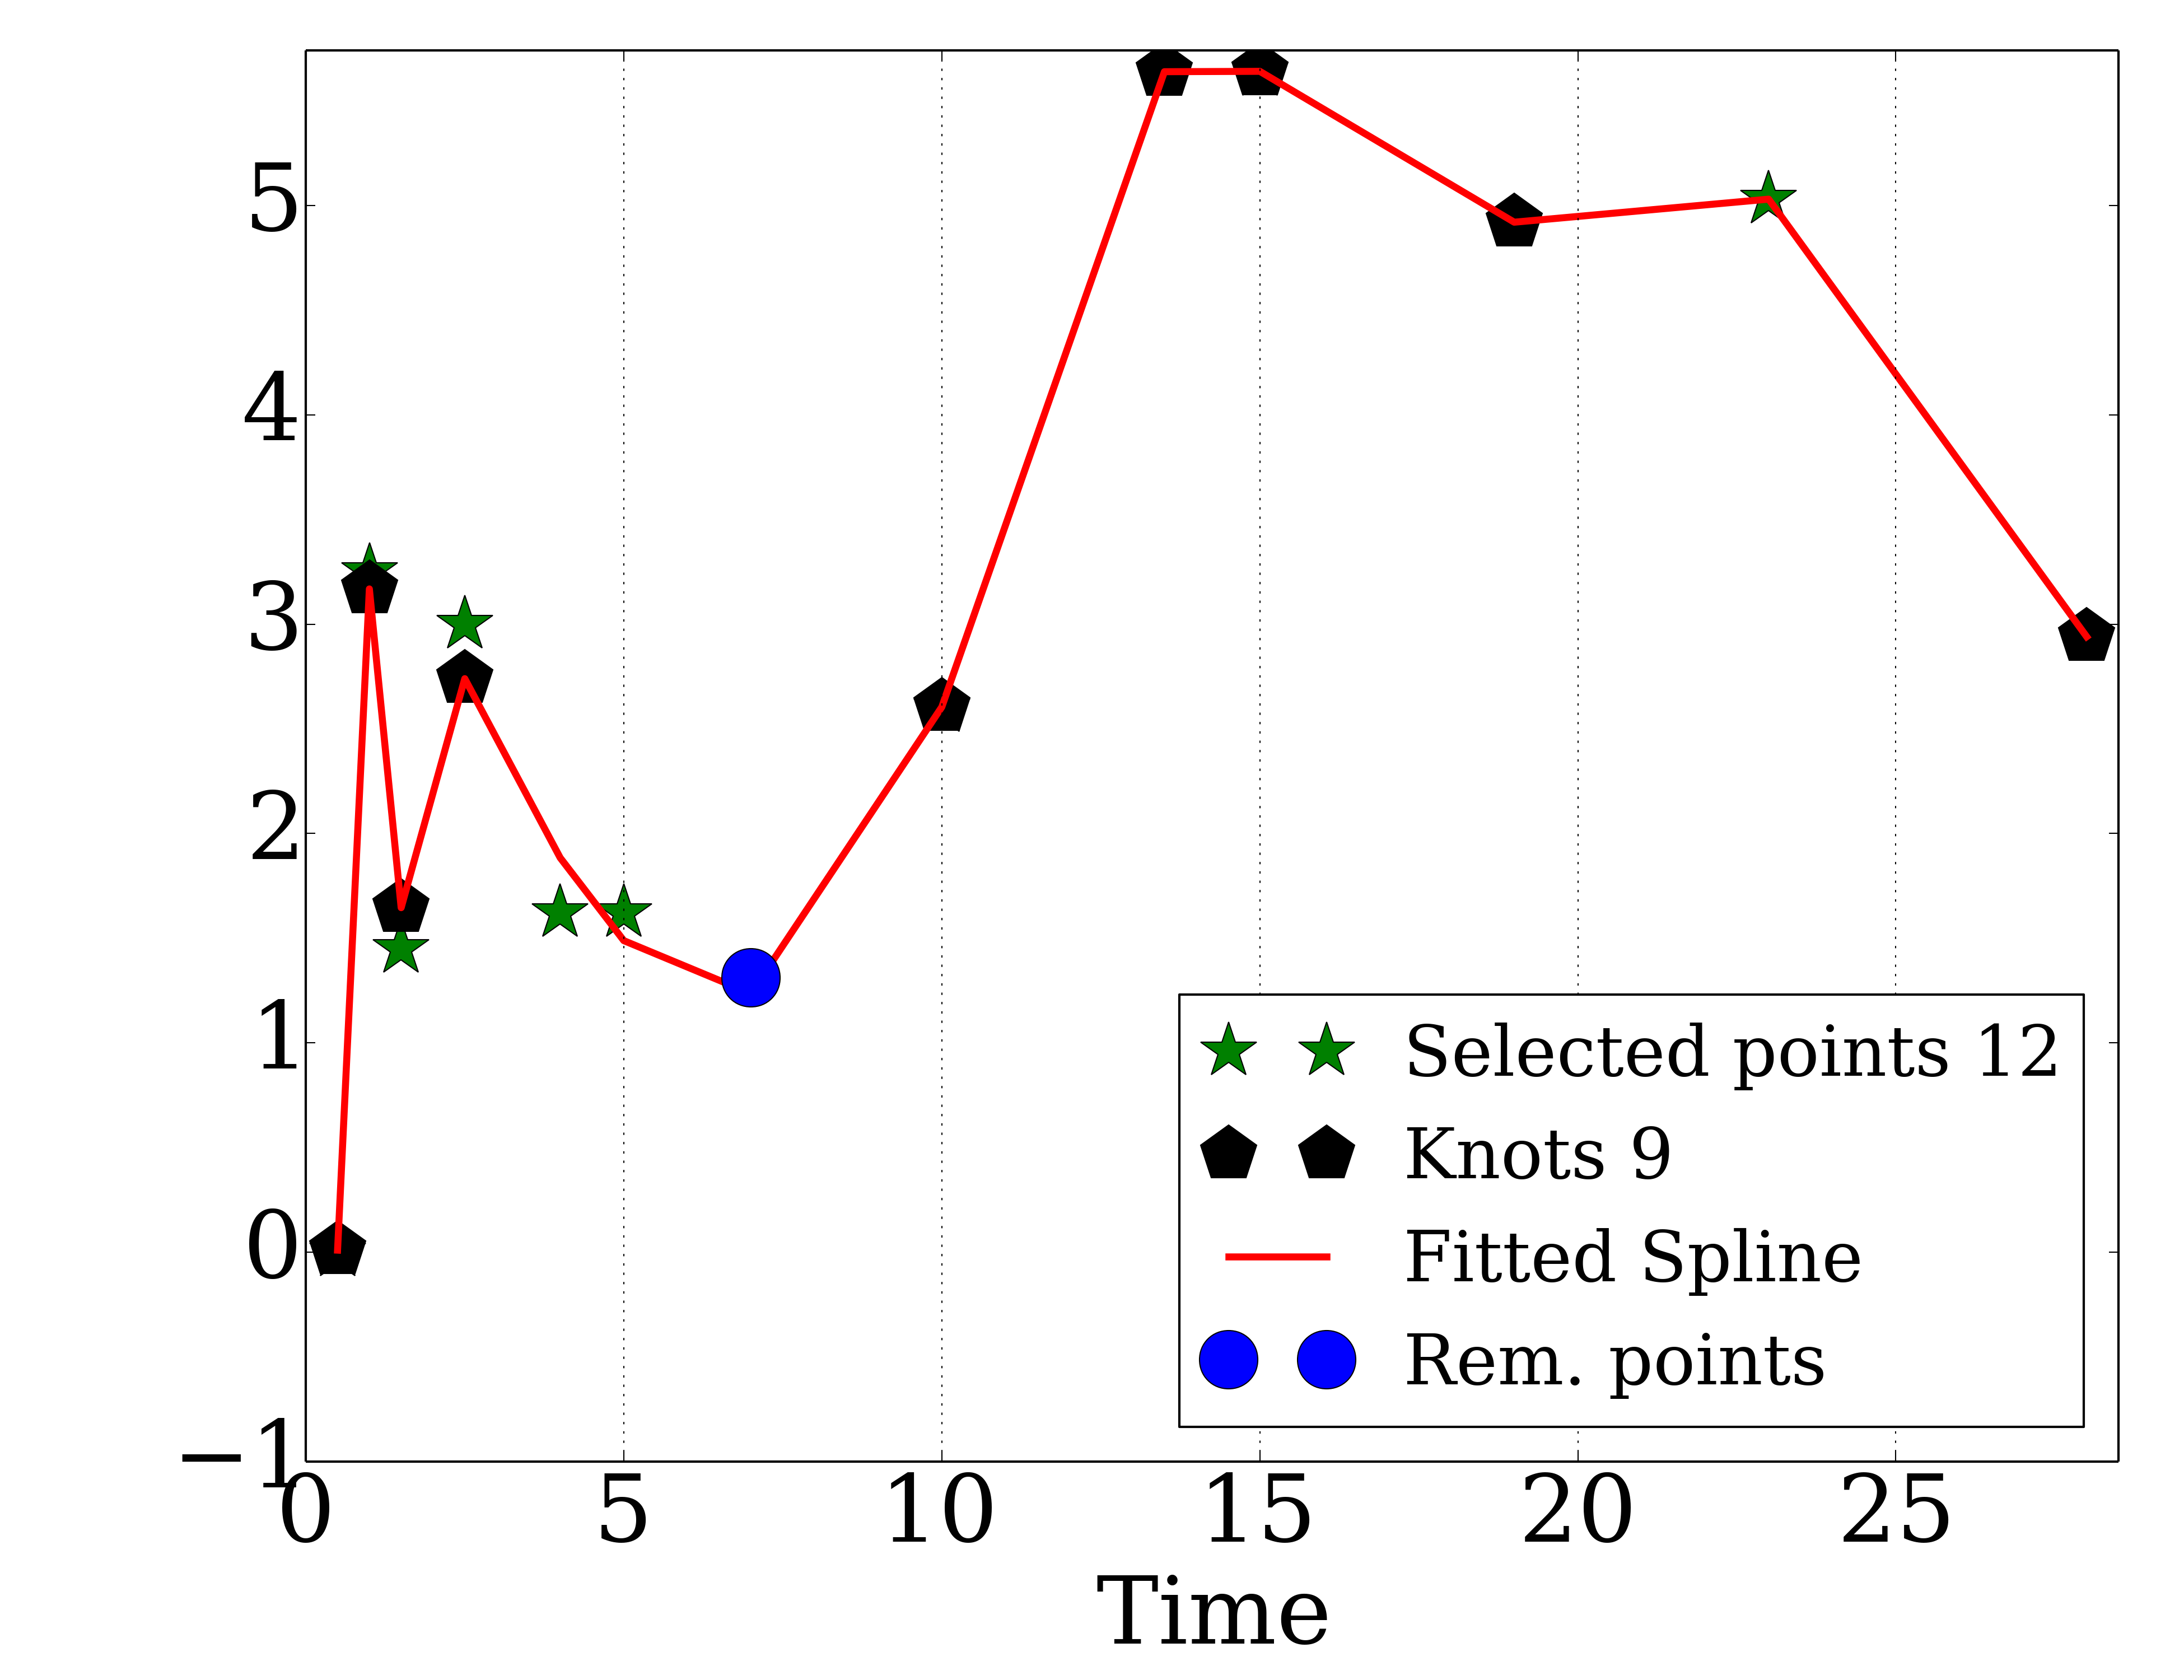 5
4
3
2
1
0
−1
Selected points 12
Knots 9
Fitted Spline
Rem. points
0 5 10 15 20 25
Time